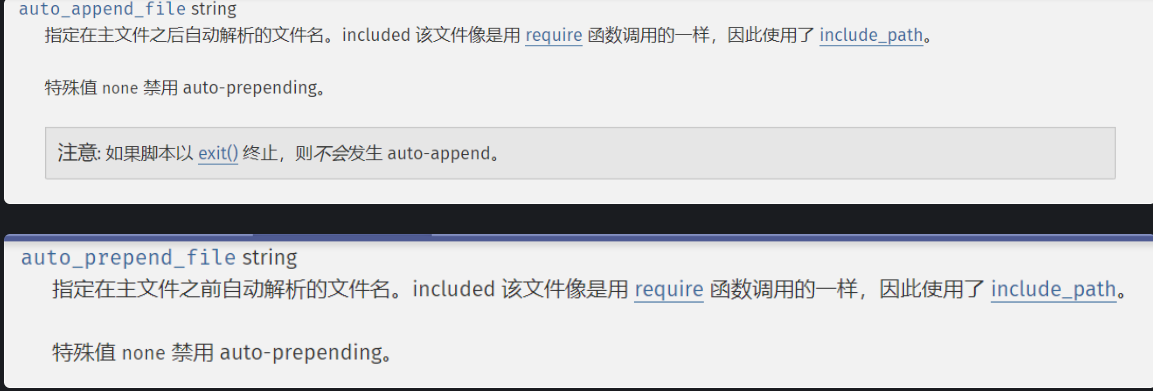 auto_append_file string
指定在主文件之后自动解析的文件名。included 该文件像是用 require 函数调用的一样，因此使用了 include_path。
特殊值 none 禁用 auto-prepending。
注意: 如果脚本以 exit() 终止，则不会发生 auto-append。
auto_prepend_file string
指定在主文件之前自动解析的文件名。included 该文件像是用 require 函数调用的一样，因此使用了 include_path。
特殊值 none 禁用 auto-prepending。